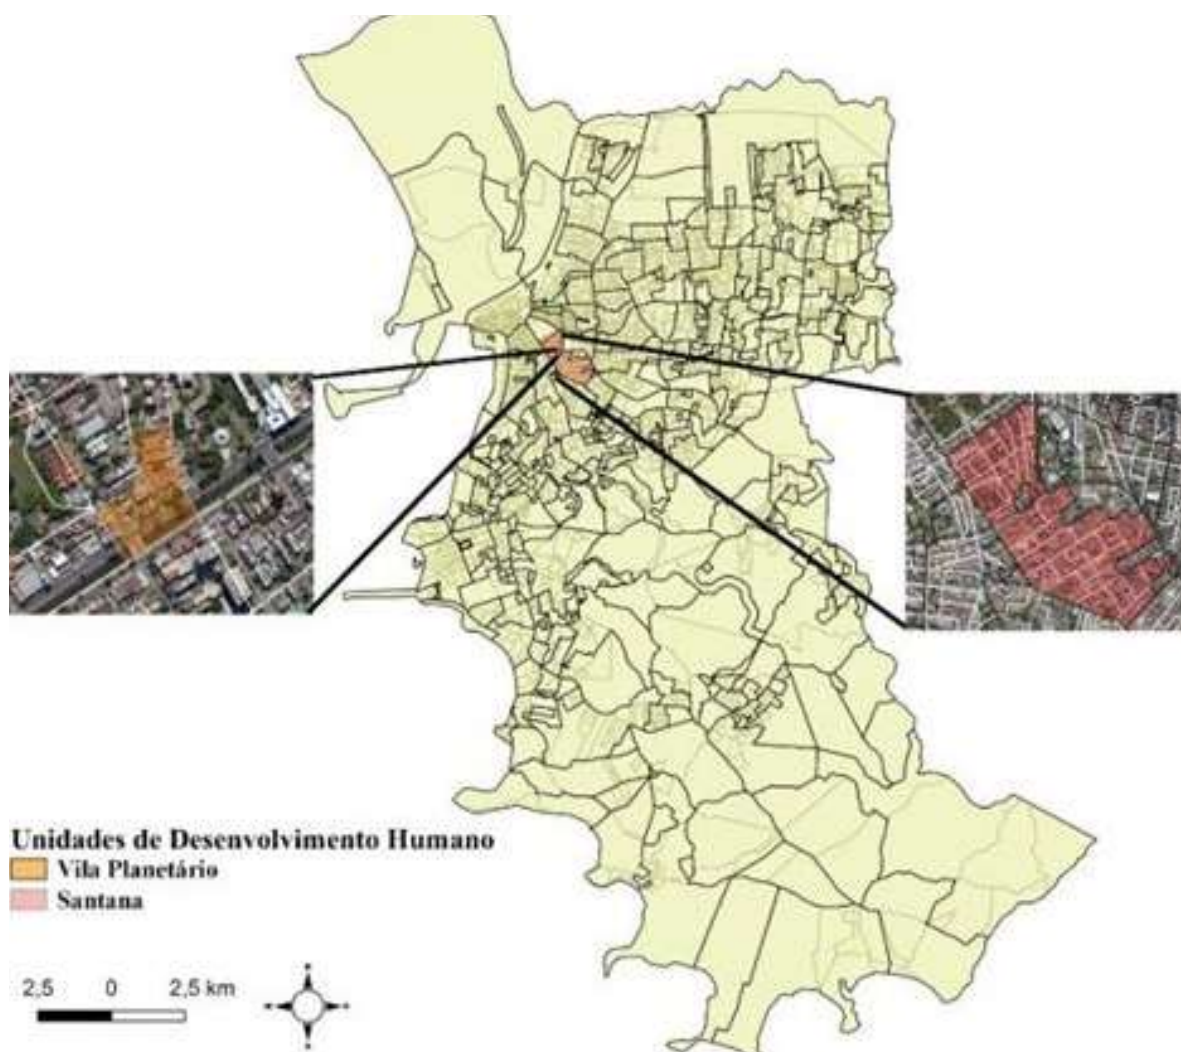 Unidades de Desenvolvimento Humano
Vila Planetário
Santana
2,5 0 2,5 km